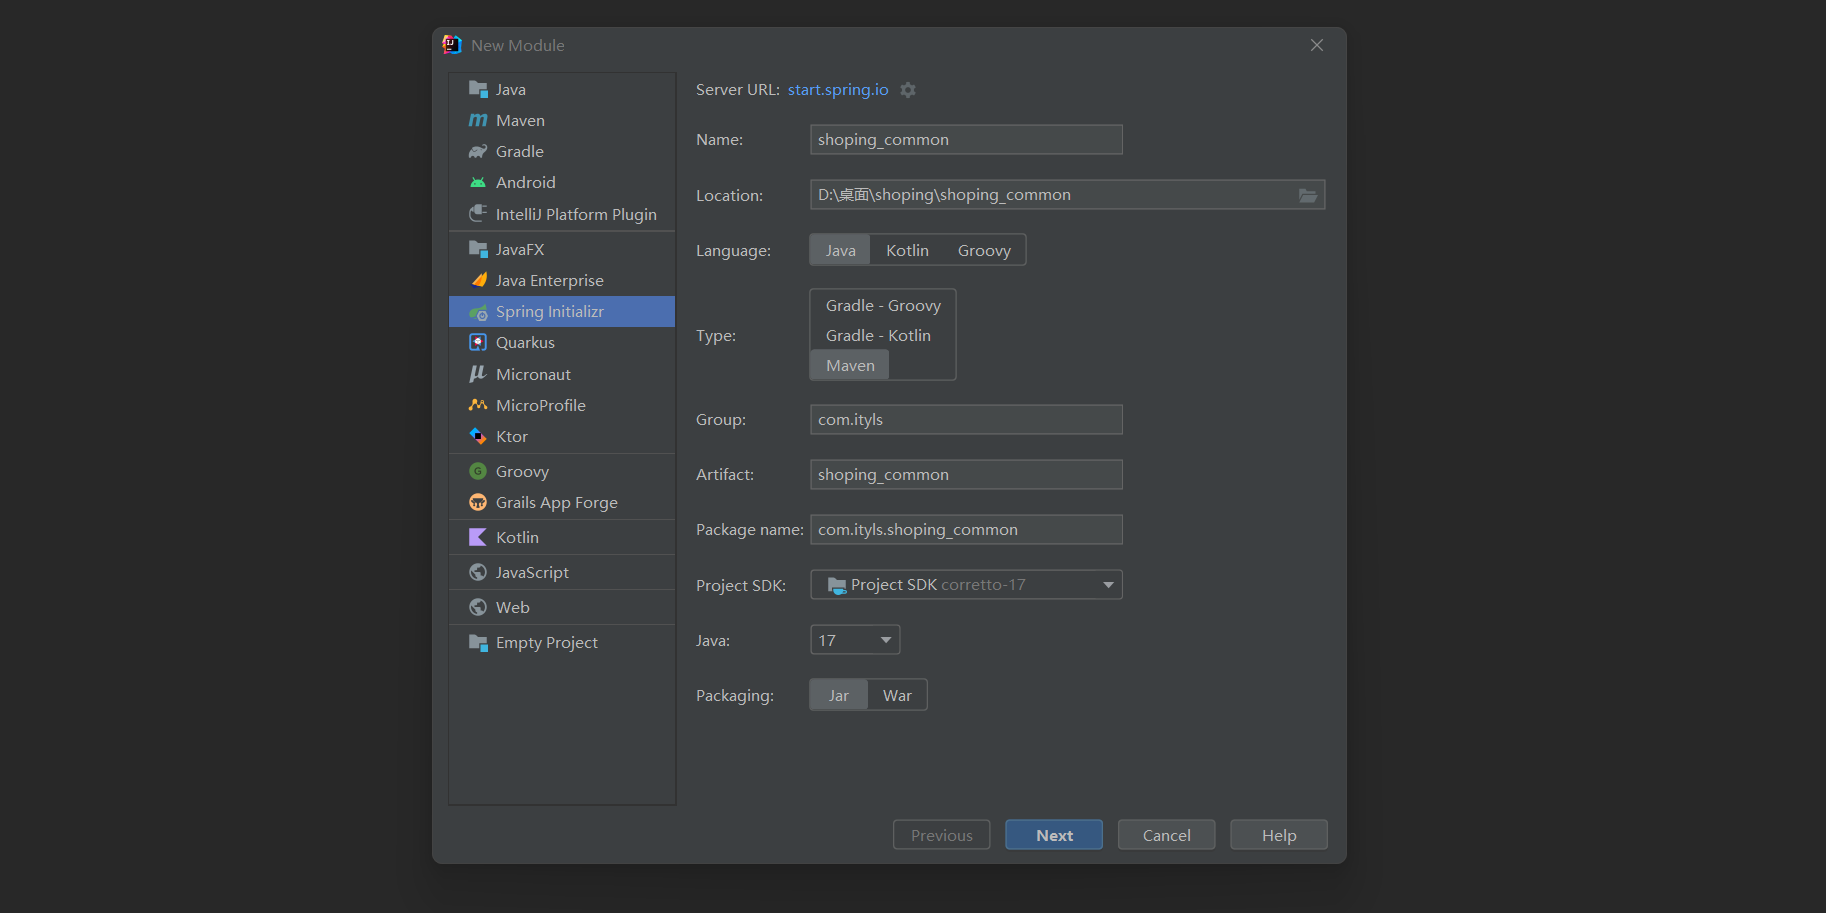 New Module
Java
Maven
Gradle
Android
IntelliJ Platform Plugin
JavaFX
Java Enterprise
Spring Initializr
Quarkus
Micronaut
MicroProfile
Ktor
Groovy
Grails App Forge
Kotlin
JavaScript
Web
Empty Project
Server URL: start.spring.io
Name: shoping_common
Location: D:\桌面\shoping\shoping_common
Language: Java Kotlin Groovy
Type:
Gradle - Groovy
Gradle - Kotlin
Maven
Group: com.ityls
Artifact: shoping_common
Package name: com.ityls.shoping_common
Project SDK: Project SDK corretto-17
Java: 17
Packaging: Jar War
Previous Next Cancel Help